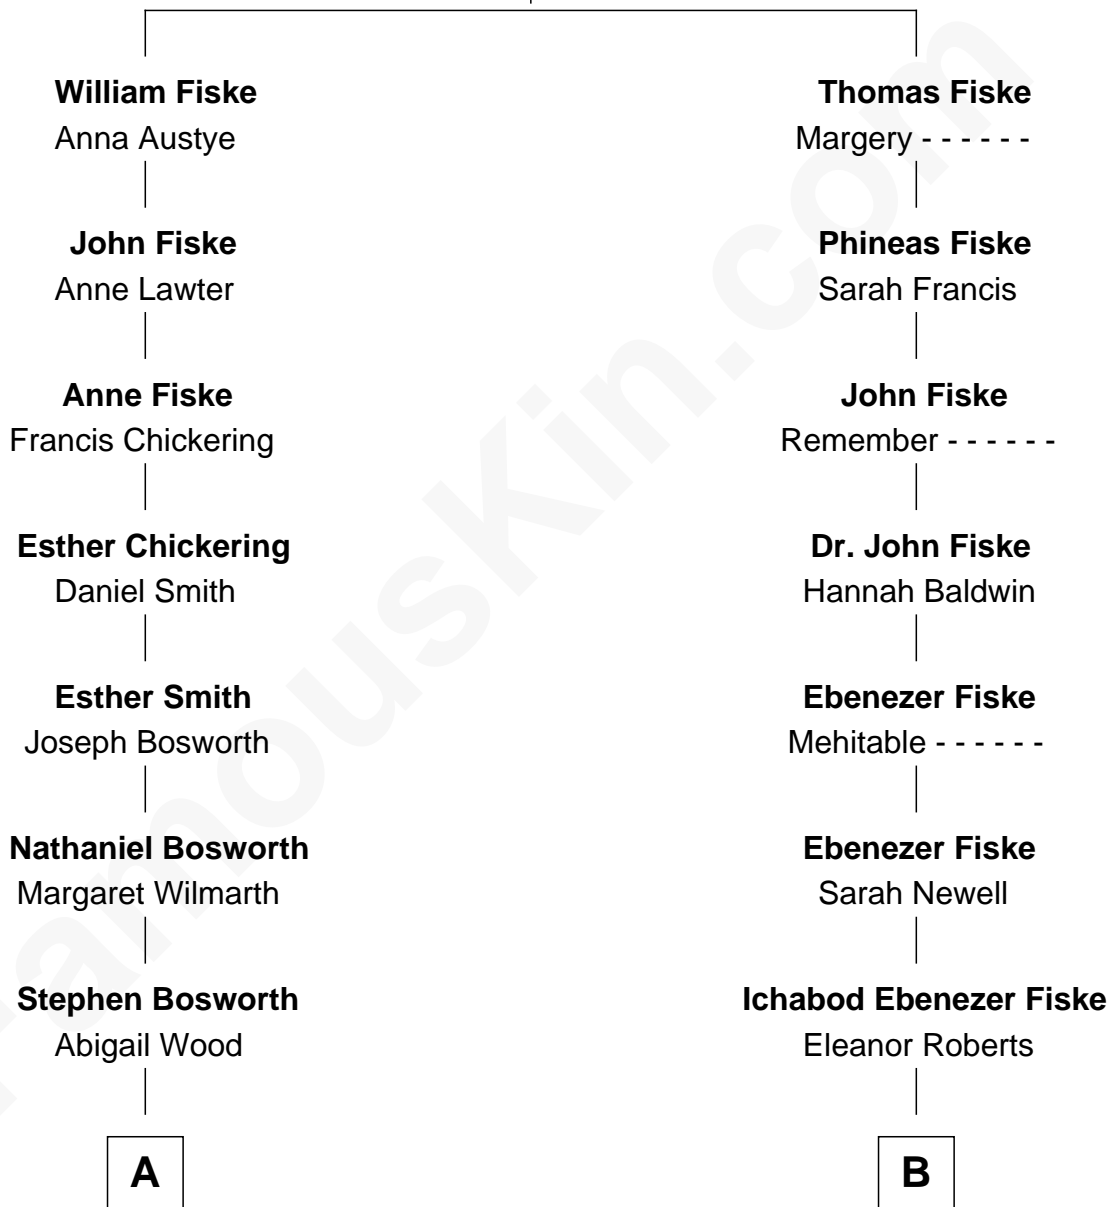 William Fiske
Anna Austye
Thomas Fiske
Margery - - - - - -
John Fiske
Anne Lawter
Phineas Fiske
Sarah Francis
Anne Fiske
Francis Chickering
John Fiske
Remember - - - - - -
Esther Chickering
Daniel Smith
Dr. John Fiske
Hannah Baldwin
Esther Smith
Joseph Bosworth
Ebenezer Fiske
Mehitable - - - - - -
Nathaniel Bosworth
Margaret Wilmarth
Ebenezer Fiske
Sarah Newell
Stephen Bosworth
Abigail Wood
Ichabod Ebenezer Fiske
Eleanor Roberts
A
B
FamousKin.com